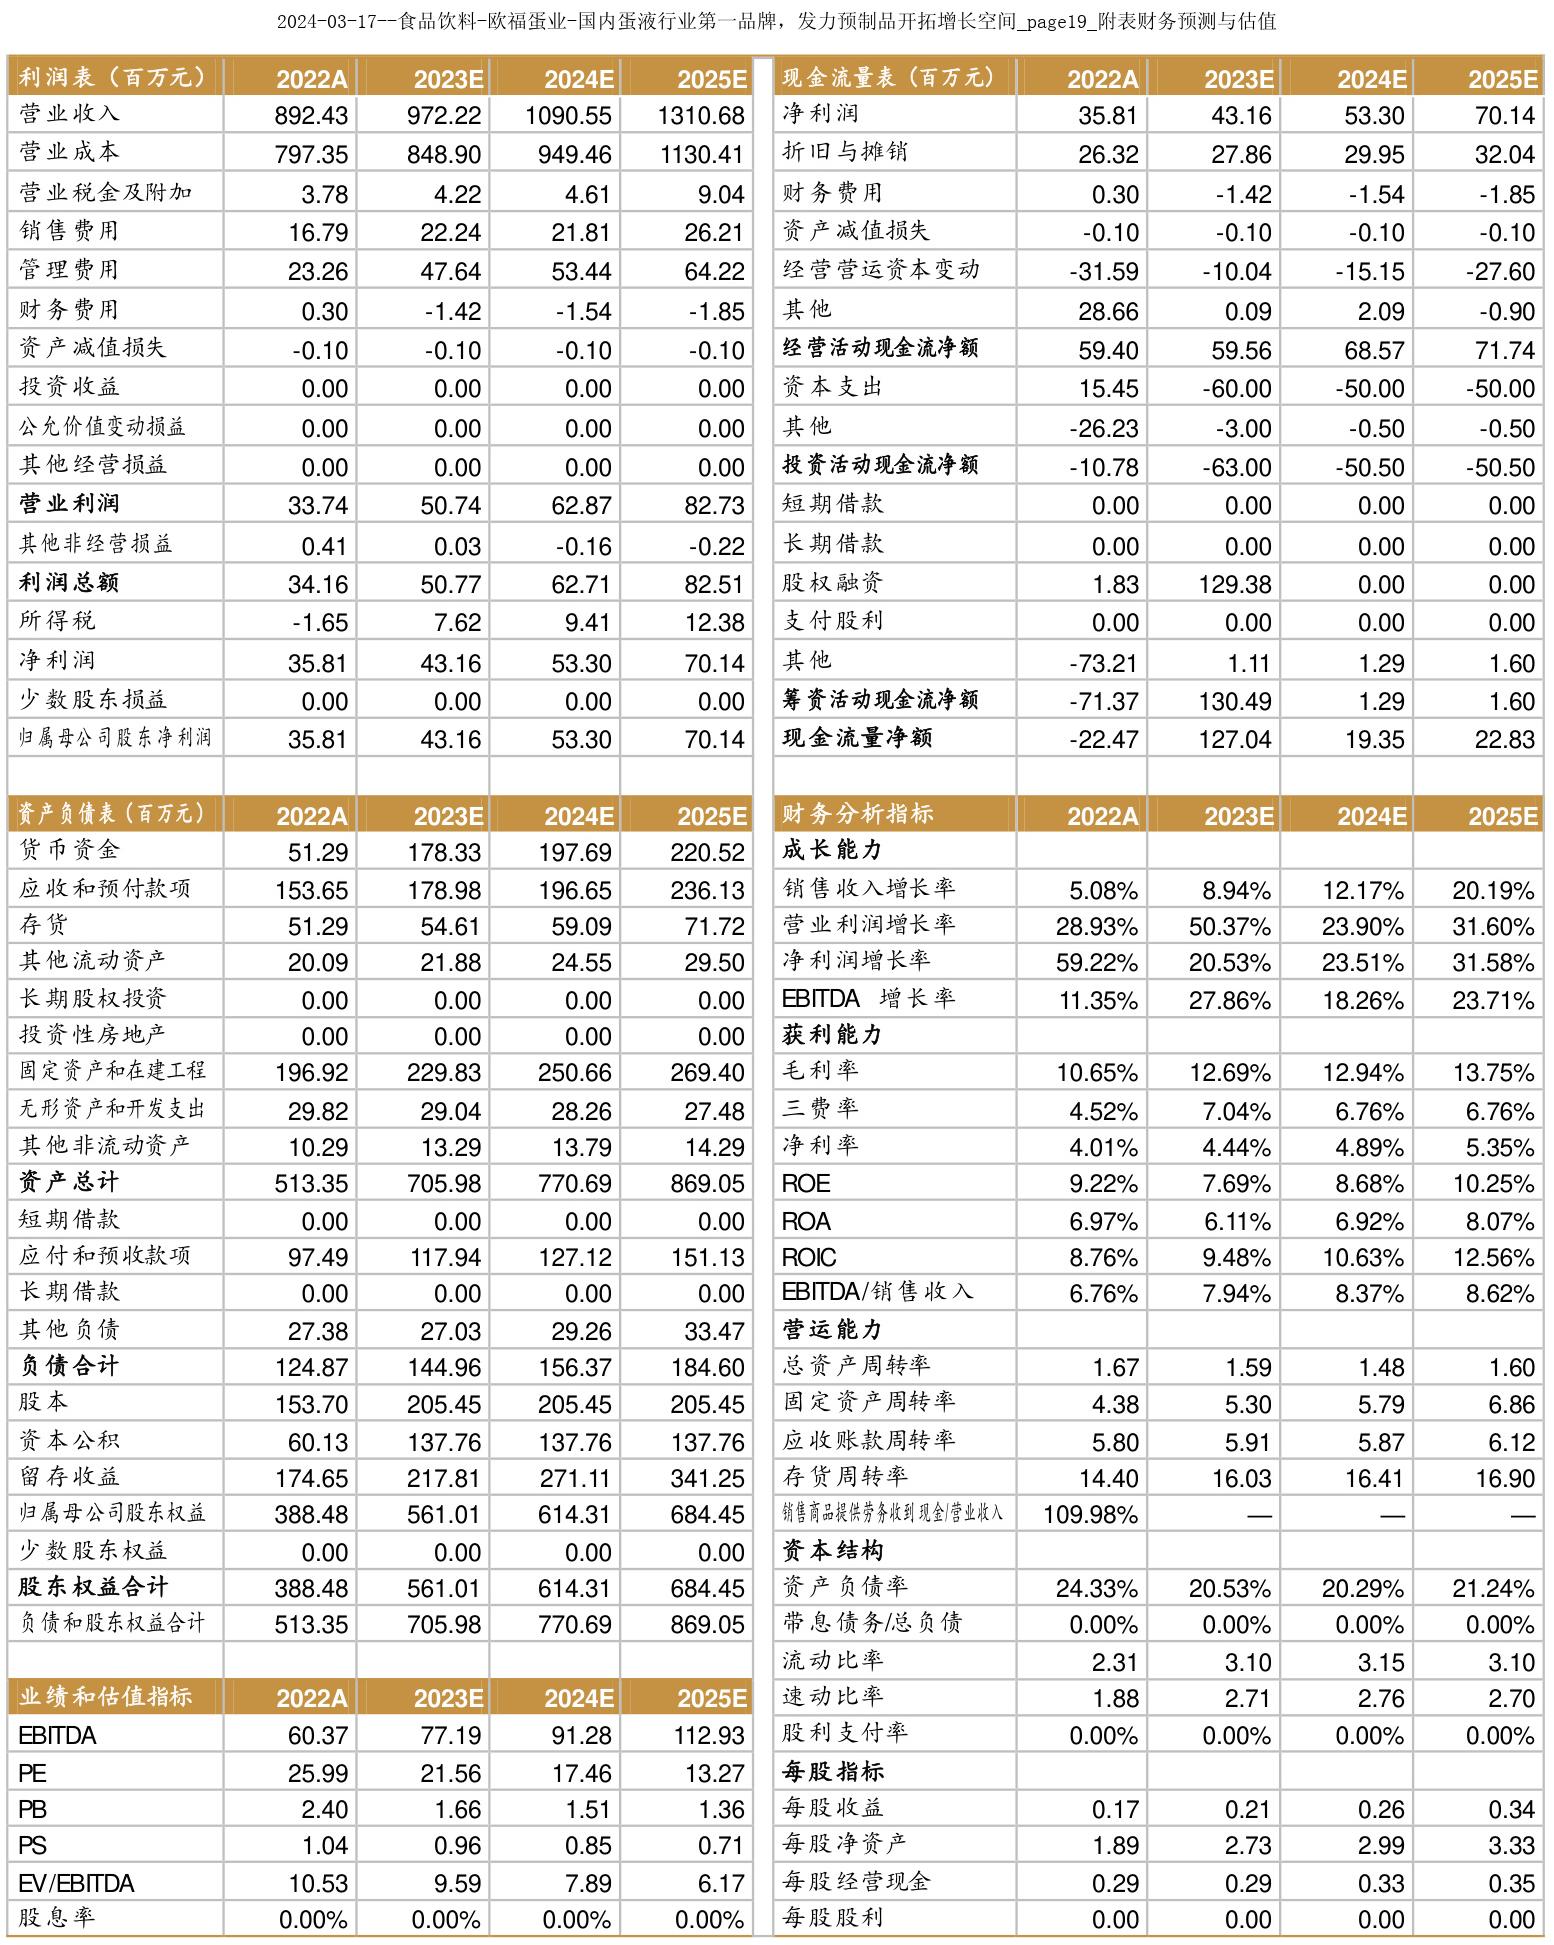 2024-03-17--食品饮料-欧福蛋业-国内蛋液行业第一品牌，发力预制品开拓增长空间_page19_附表财务预测与估值
利润表（百万元） 2022A 2023E 2024E 2025E
营业收入 892.43 972.22 1090.55 1310.68
营业成本 797.35 848.90 949.46 1130.41
营业税金及附加 3.78 4.22 4.61 9.04
销售费用 16.79 22.24 21.81 26.21
管理费用 23.26 47.64 53.44 64.22
财务费用 0.30 -1.42 -1.54 -1.85
资产减值损失 -0.10 -0.10 -0.10 -0.10
投资收益 0.00 0.00 0.00 0.00
公允价值变动损益 0.00 0.00 0.00 0.00
其他经营损益 0.00 0.00 0.00 0.00
营业利润 33.74 50.74 62.87 82.73
其他非经营损益 0.41 0.03 -0.16 -0.22
利润总额 34.16 50.77 62.71 82.51
所得税 -1.65 7.62 9.41 12.38
净利润 35.81 43.16 53.30 70.14
少数股东损益 0.00 0.00 0.00 0.00
归属母公司股东净利润 35.81 43.16 53.30 70.14
资产负债表（百万元） 2022A 2023E 2024E 2025E
货币资金 51.29 178.33 197.69 220.52
应收和预付款项 153.65 178.98 196.65 236.13
存货 51.29 54.61 59.09 71.72
其他流动资产 20.09 21.88 24.55 29.50
长期股权投资 0.00 0.00 0.00 0.00
投资性房地产 0.00 0.00 0.00 0.00
固定资产和在建工程 196.92 229.83 250.66 269.40
无形资产和开发支出 29.82 29.04 28.26 27.48
其他非流动资产 10.29 13.29 13.79 14.29
资产总计 513.35 705.98 770.69 869.05
短期借款 0.00 0.00 0.00 0.00
应付和预收款项 97.49 117.94 127.12 151.13
长期借款 0.00 0.00 0.00 0.00
其他负债 27.38 27.03 29.26 33.47
负债合计 124.87 144.96 156.37 184.60
股本 153.70 205.45 205.45 205.45
资本公积 60.13 137.76 137.76 137.76
留存收益 174.65 217.81 271.11 341.25
归属母公司股东权益 388.48 561.01 614.31 684.45
少数股东权益 0.00 0.00 0.00 0.00
股东权益合计 388.48 561.01 614.31 684.45
负债和股东权益合计 513.35 705.98 770.69 869.05
业绩和估值指标 2022A 2023E 2024E 2025E
EBITDA 60.37 77.19 91.28 112.93
PE 25.99 21.56 17.46 13.27
PB 2.40 1.66 1.51 1.36
PS 1.04 0.96 0.85 0.71
EV/EBITDA 10.53 9.59 7.89 6.17
股息率 0.00% 0.00% 0.00% 0.00%
现金流量表（百万元） 2022A 2023E 2024E 2025E
净利润 35.81 43.16 53.30 70.14
折旧与摊销 26.32 27.86 29.95 32.04
财务费用 0.30 -1.42 -1.54 -1.85
资产减值损失 -0.10 -0.10 -0.10 -0.10
经营营运资本变动 -31.59 -10.04 -15.15 -27.60
其他 28.66 0.09 2.09 -0.90
经营活动现金流净额 59.40 59.56 68.57 71.74
资本支出 15.45 -60.00 -50.00 -50.00
其他 -26.23 -3.00 -0.50 -0.50
投资活动现金流净额 -10.78 -63.00 -50.50 -50.50
短期借款 0.00 0.00 0.00 0.00
长期借款 0.00 0.00 0.00 0.00
股权融资 1.83 129.38 0.00 0.00
支付股利 0.00 0.00 0.00 0.00
其他 -73.21 1.11 1.29 1.60
筹资活动现金流净额 -71.37 130.49 1.29 1.60
现金流量净额 -22.47 127.04 19.35 22.83
财务分析指标 2022A 2023E 2024E 2025E
成长能力
销售收入增长率 5.08% 8.94% 12.17% 20.19%
营业利润增长率 28.93% 50.37% 23.90% 31.60%
净利润增长率 59.22% 20.53% 23.51% 31.58%
EBITDA 增长率 11.35% 27.86% 18.26% 23.71%
获利能力
毛利率 10.65% 12.69% 12.94% 13.75%
三费率 4.52% 7.04% 6.76% 6.76%
净利率 4.01% 4.44% 4.89% 5.35%
ROE 9.22% 7.69% 8.68% 10.25%
ROA 6.97% 6.11% 6.92% 8.07%
ROIC 8.76% 9.48% 10.63% 12.56%
EBITDA/销售收入 6.76% 7.94% 8.37% 8.62%
营运能力
总资产周转率 1.67 1.59 1.48 1.60
固定资产周转率 4.38 5.30 5.79 6.86
应收账款周转率 5.80 5.91 5.87 6.12
存货周转率 14.40 16.03 16.41 16.90
销售商品提供劳务收到现金/营业收入 109.98% — — —
资本结构
资产负债率 24.33% 20.53% 20.29% 21.24%
带息债务/总负债 0.00% 0.00% 0.00% 0.00%
流动比率 2.31 3.10 3.15 3.10
速动比率 1.88 2.71 2.76 2.70
股利支付率 0.00% 0.00% 0.00% 0.00%
每股指标
每股收益 0.17 0.21 0.26 0.34
每股净资产 1.89 2.73 2.99 3.33
每股经营现金 0.29 0.29 0.33 0.35
每股股利 0.00 0.00 0.00 0.00